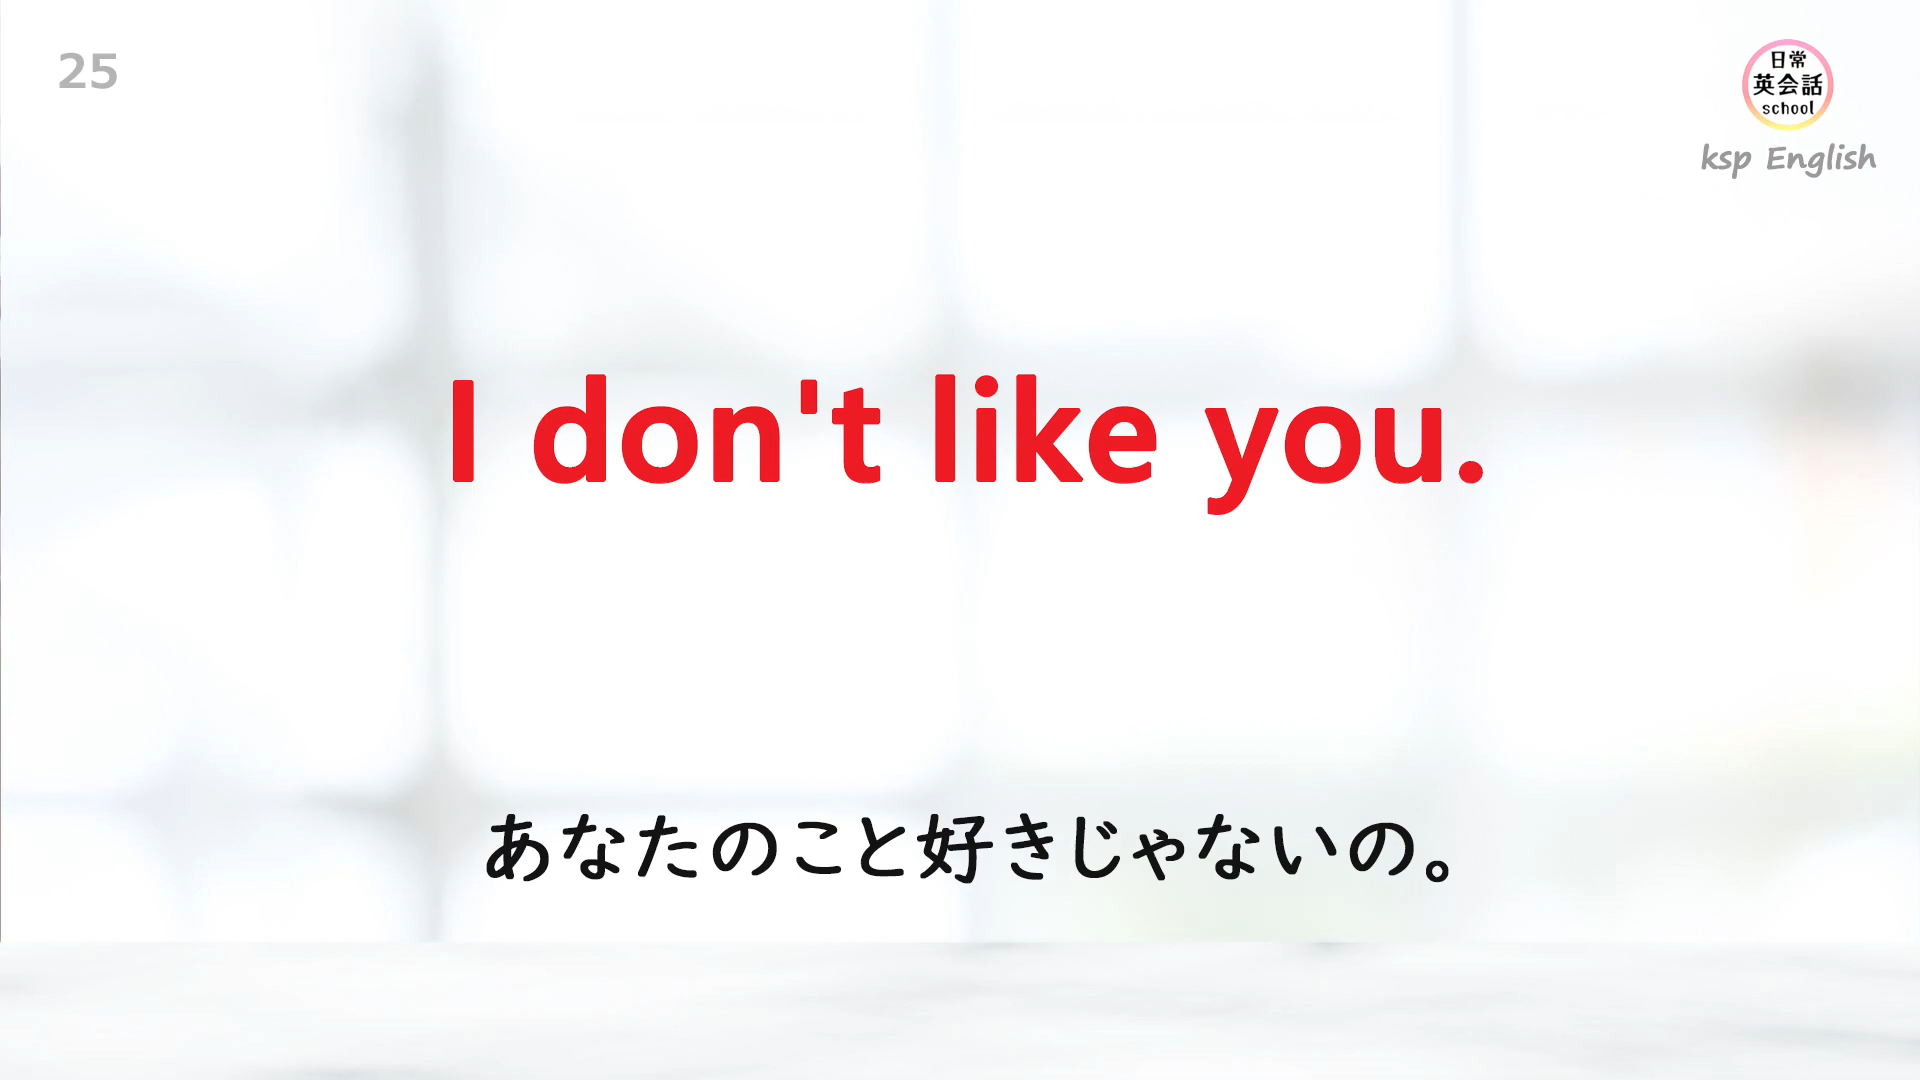 25
日常
英会話
school
ksp English
I don't like you.
あなたのこと好きじゃないの。